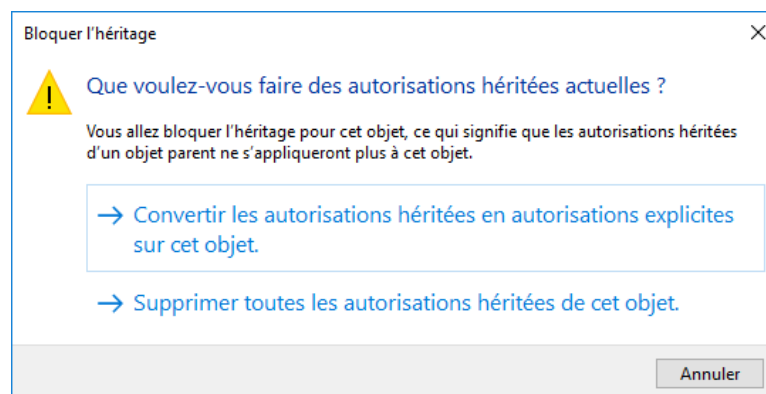 Bloquer l’héritage
Que voulez-vous faire des autorisations héritées actuelles ?
Vous allez bloquer l’héritage pour cet objet, ce qui signifie que les autorisations héritées
d’un objet parent ne s’appliqueront plus à cet objet.
Convertir les autorisations héritées en autorisations explicites
sur cet objet.
Supprimer toutes les autorisations héritées de cet objet.
Annuler